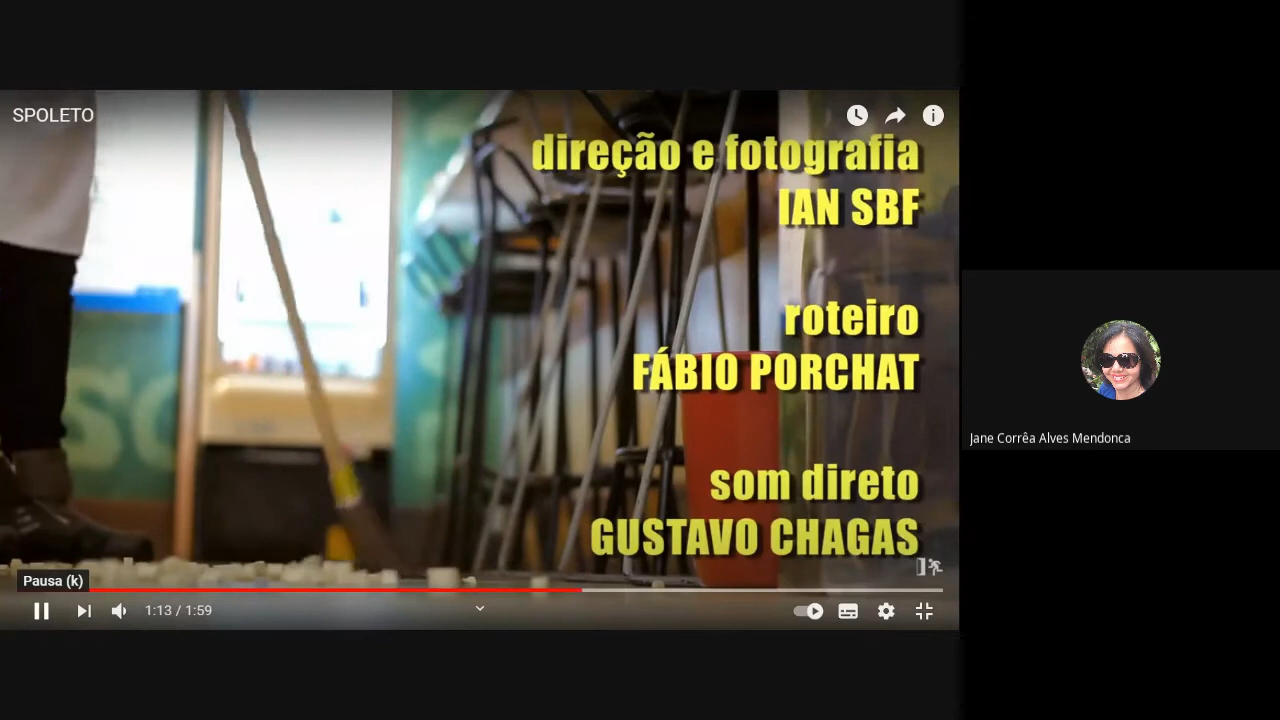 SPOLETO
direção e fotografia
IAN SBF
roteiro
FÁBIO PORCHAT
som direto
GUSTAVO CHAGAS
Pausa (k)
1:13 / 1:59
Jane Corrêa Alves Mendonca